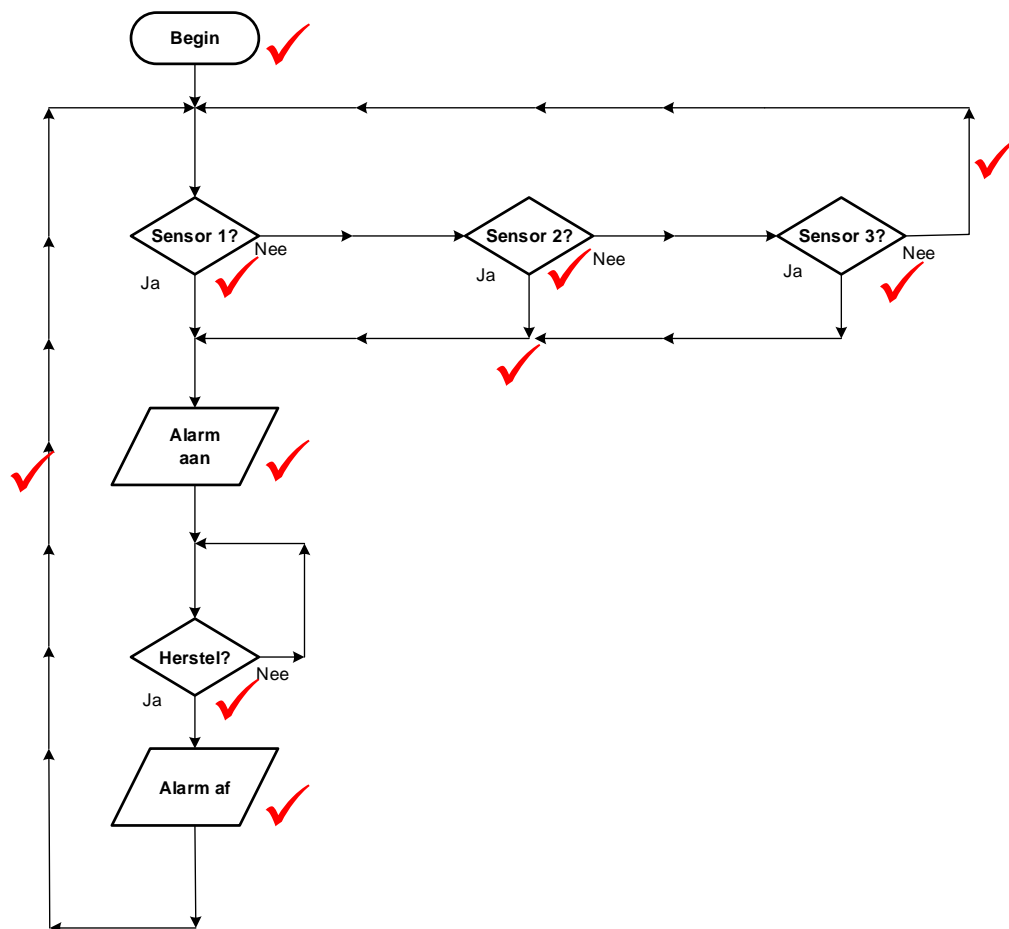 Begin
Sensor 1?
Nee
Ja
Sensor 2?
Nee
Ja
Sensor 3?
Nee
Ja
Alarm
aan
Herstel?
Nee
Ja
Alarm af